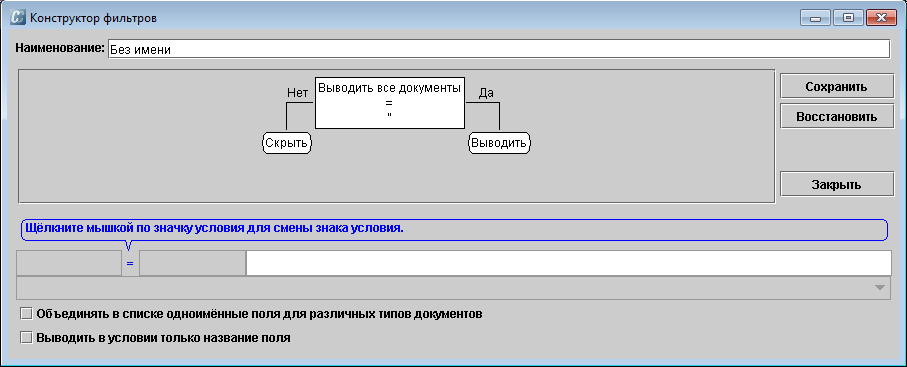 Конструктор фильтров
Наименование: Без имени
Нет
Выводить все документы
=
"
Да
Скрыть
Выводить
Сохранить
Восстановить
Закрыть
Щёлкните мышкой по значку условия для смены знака условия.
=
Объединять в списке одноимённые поля для различных типов документов
Выводить в условии только название поля